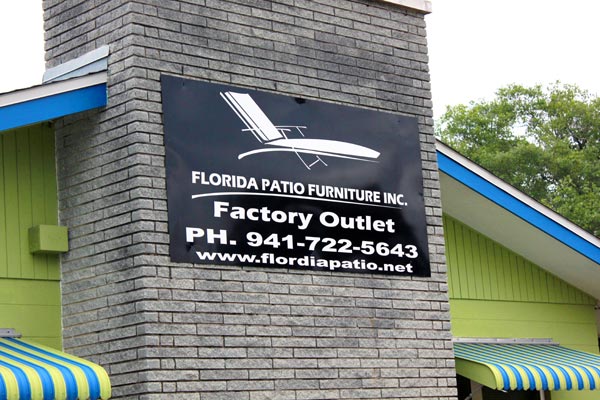 FLORIDA PATIO FURNITURE INC.
Factory Outlet
PH. 941-722-5643
www.flordiapatio.net